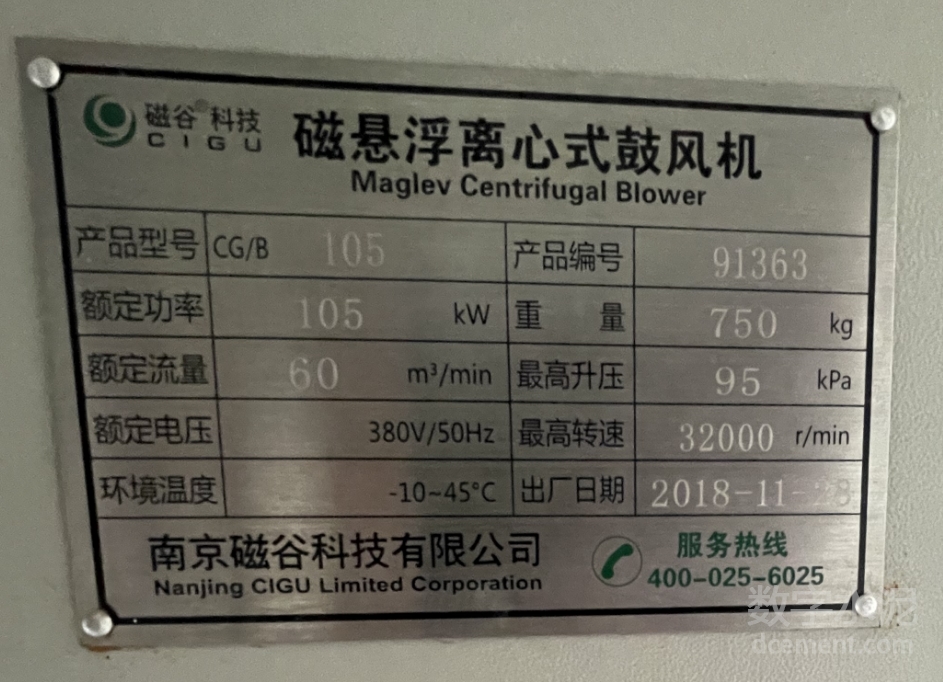 磁谷®科技
CIGU
磁悬浮离心式鼓风机
Maglev Centrifugal Blower
产品型号 CG/B 105 产品编号 91363
额定功率 105 kW 重量 750 kg
额定流量 60 m³/min 最高升压 95 kPa
额定电压 380V/50Hz 最高转速 32000 r/min
环境温度 -10~45°C 出厂日期 2018-11-28
南京磁谷科技有限公司
Nanjing CIGU Limited Corporation
服务热线
400-025-6025
数字水泥
dcement.com